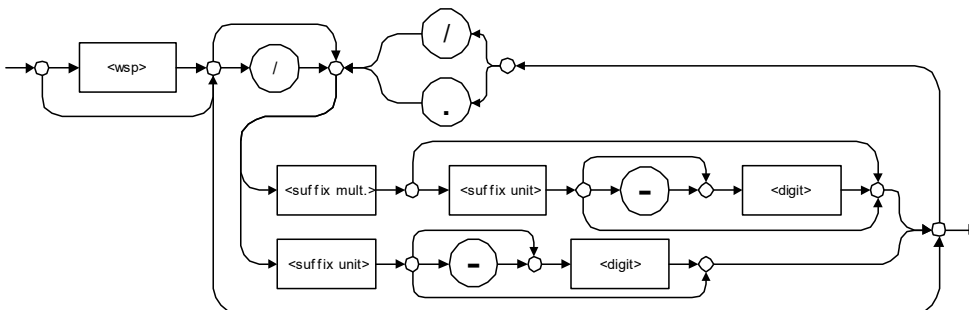 /
<wsp>
/
.
<suffix mult.>
<suffix unit>
-
<digit>
<suffix unit>
-
<digit>